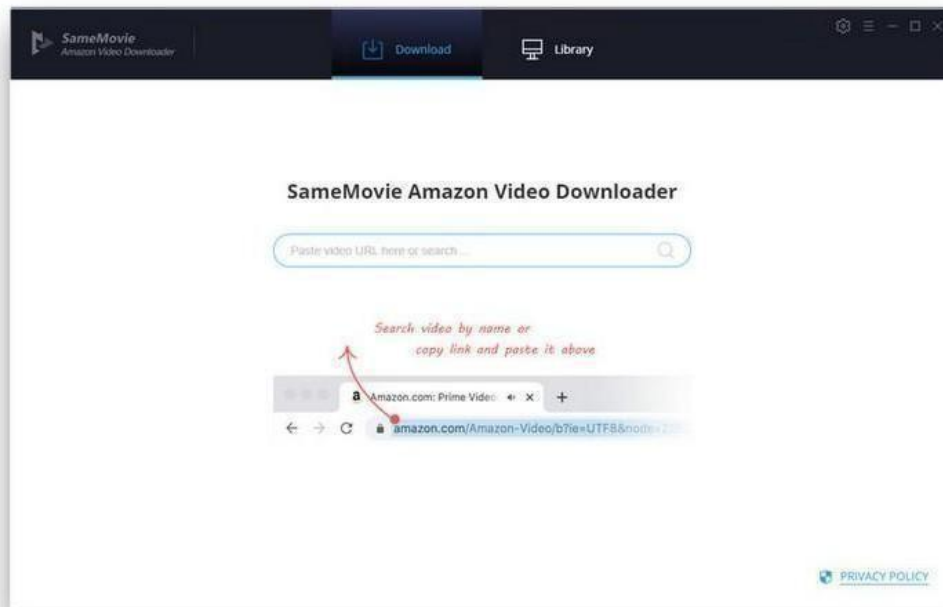 SameMovie
Amazon Video Downloader
Download
Library
SameMovie Amazon Video Downloader
Paste video URL here or search ...
Search video by name or
copy link and paste it above
a Amazon.com: Prime Video
amazon.com/Amazon-Video/b?ie=UTF8&node=
PRIVACY POLICY